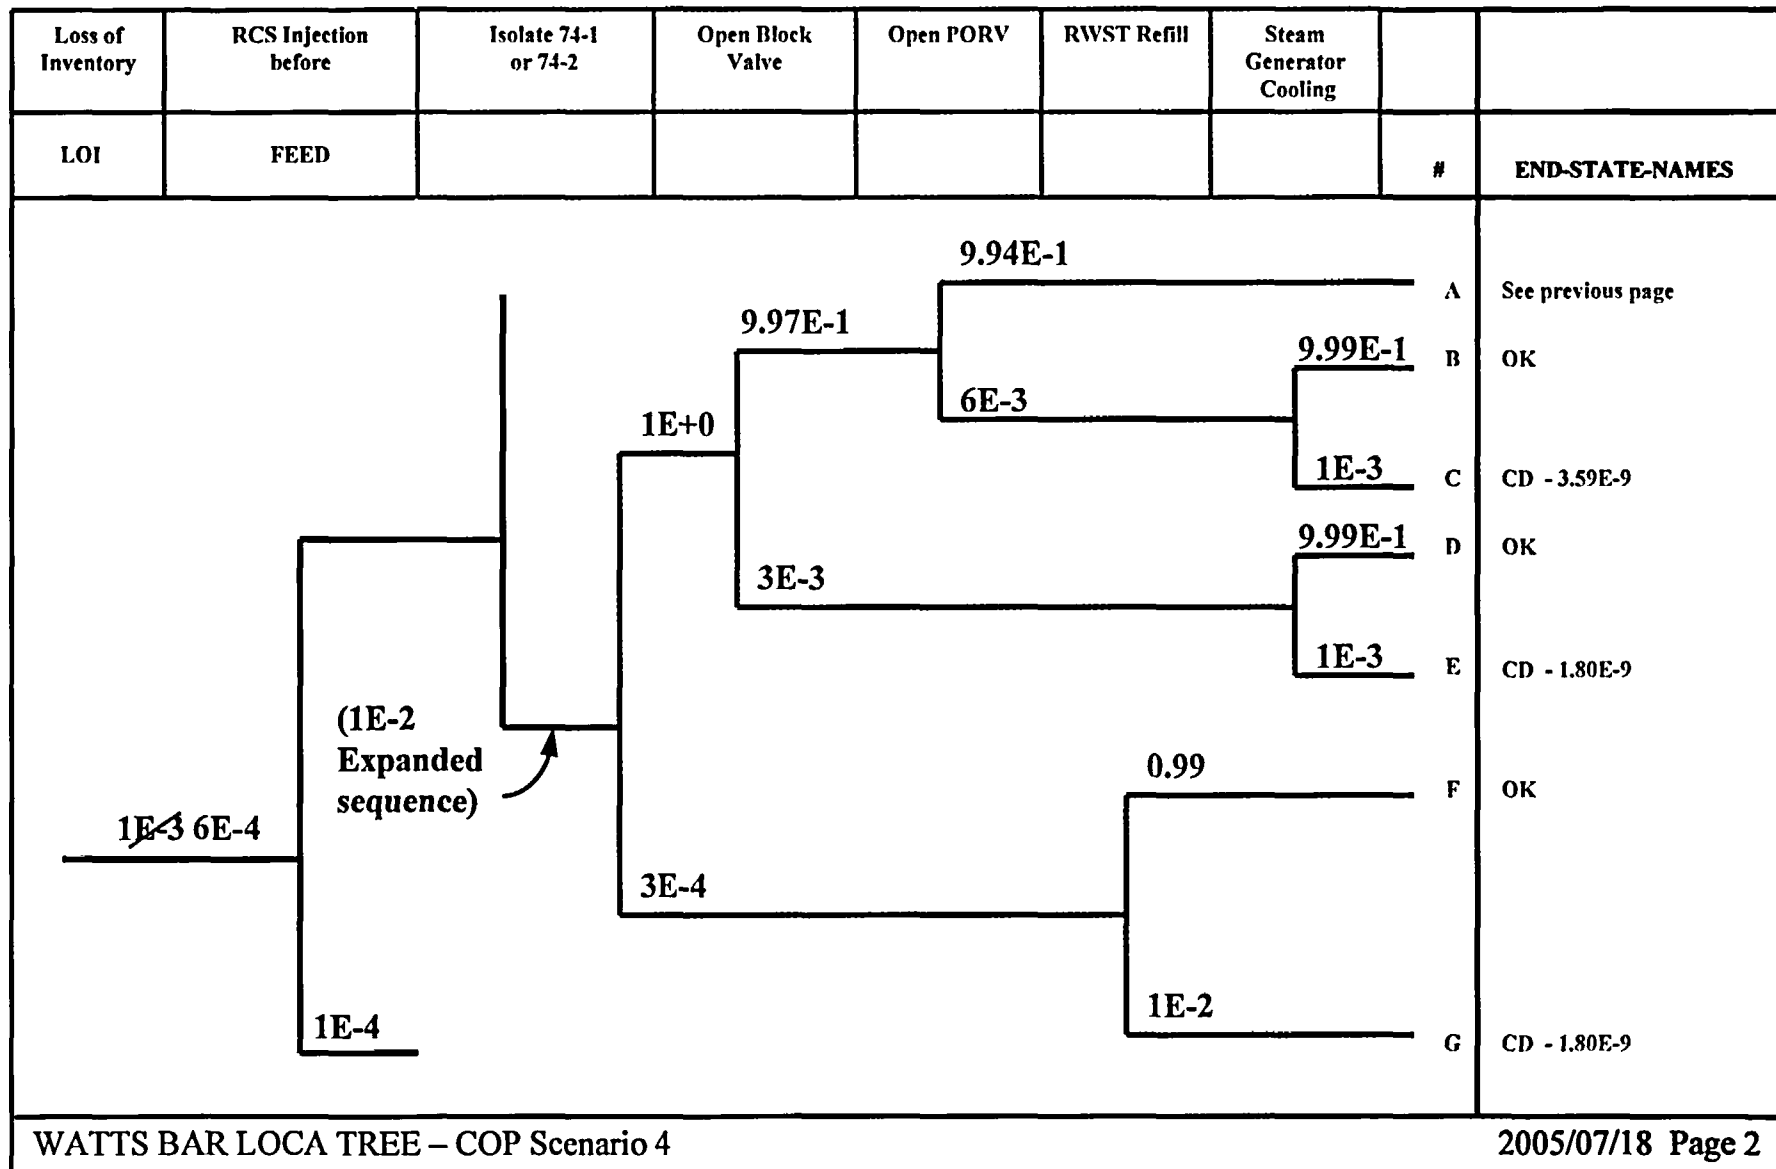 Loss of
Inventory
RCS Injection
before
Isolate 74-1
or 74-2
Open Block
Valve
Open PORV
RWST Refill
Steam
Generator
Cooling
LOI
FEED
#
END-STATE-NAMES
9.94E-1
A
See previous page
9.97E-1
9.99E-1
B
OK
6E-3
1E+0
1E-3
C
CD - 3.59E-9
9.99E-1
D
OK
3E-3
1E-3
E
CD - 1.80E-9
(1E-2
Expanded
sequence)
0.99
F
OK
1E-3 6E-4
3E-4
1E-2
1E-4
G
CD - 1.80E-9
WATTS BAR LOCA TREE – COP Scenario 4
2005/07/18 Page 2